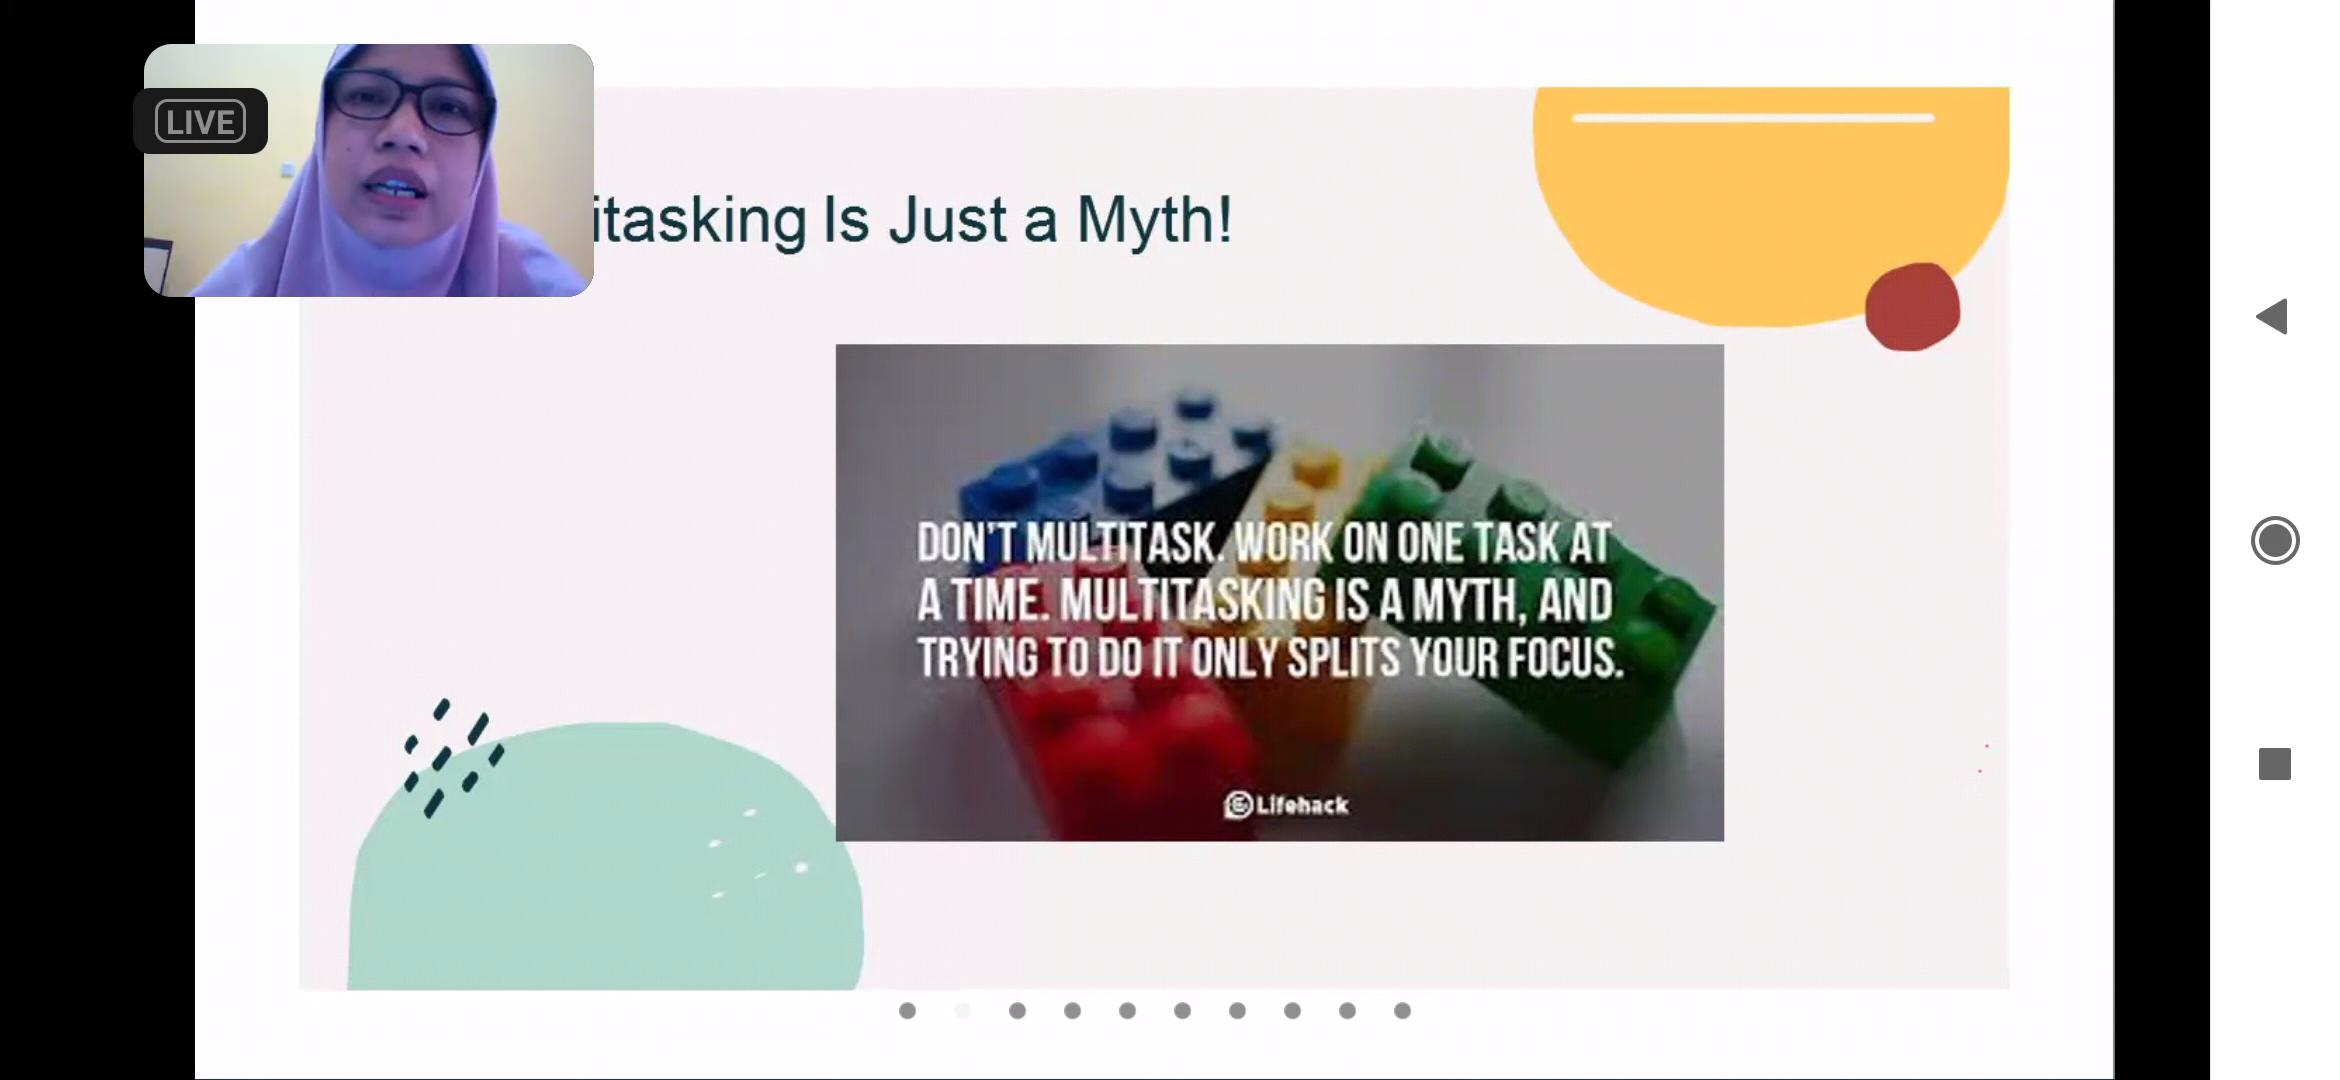 LIVE
itasking Is Just a Myth!
DON'T MULTITASK. WORK ON ONE TASK AT
A TIME. MULTITASKING IS A MYTH, AND
TRYING TO DO IT ONLY SPLITS YOUR FOCUS.
Lifehack